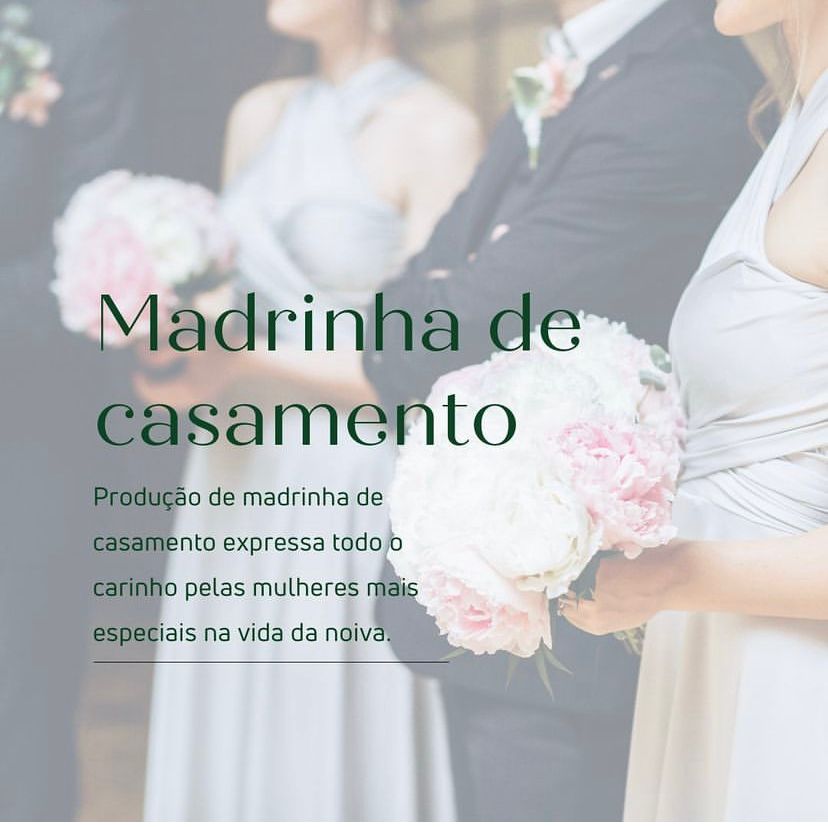 Madrinha de
casamento
Produção de madrinha de
casamento expressa todo o
carinho pelas mulheres mais
especiais na vida da noiva.